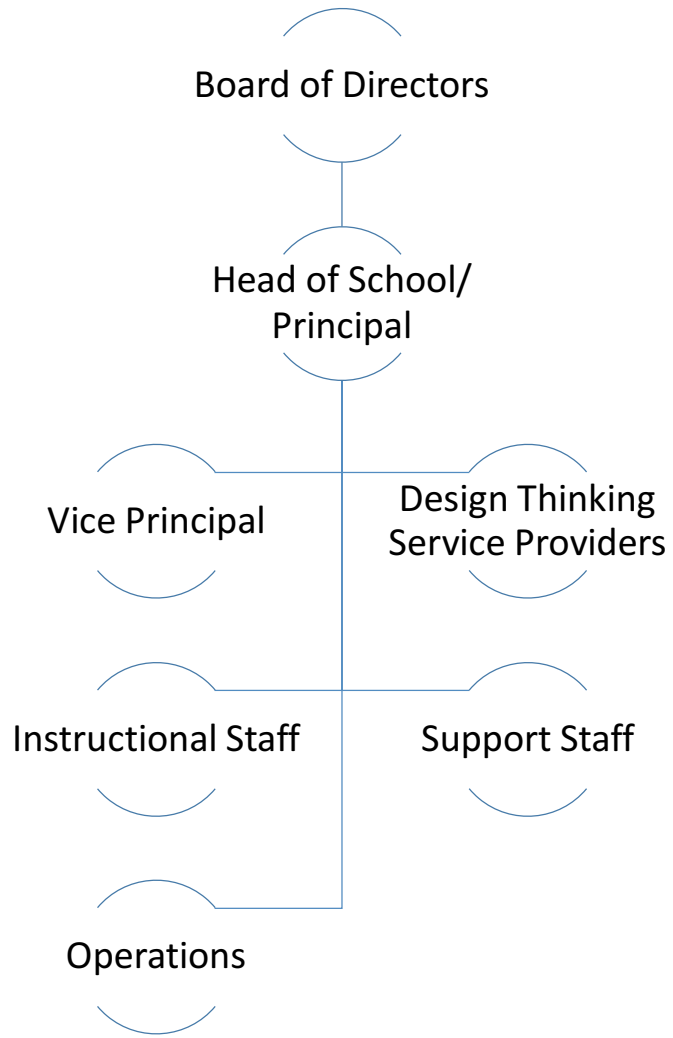 Board of Directors
Head of School/
Principal
Vice Principal
Design Thinking
Service Providers
Instructional Staff
Support Staff
Operations